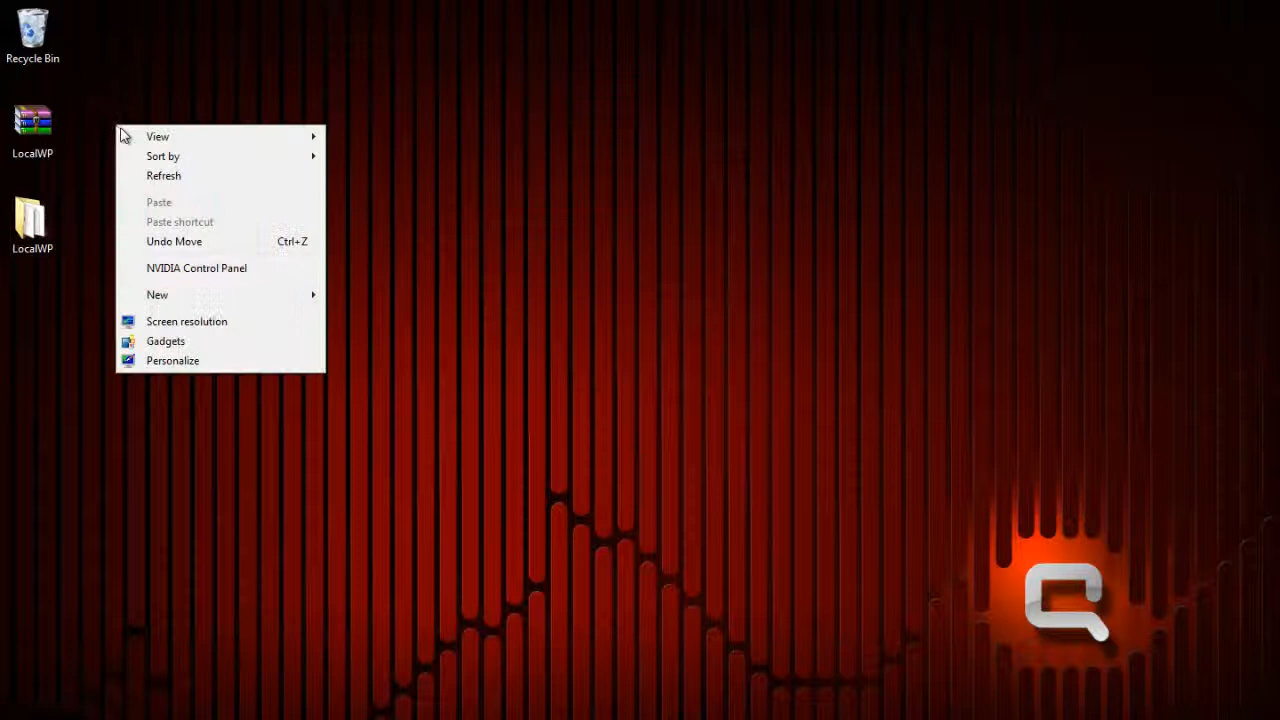 Recycle Bin
LocalWP
LocalWP
View
Sort by
Refresh
Paste
Paste shortcut
Undo Move Ctrl+Z
NVIDIA Control Panel
New
Screen resolution
Gadgets
Personalize